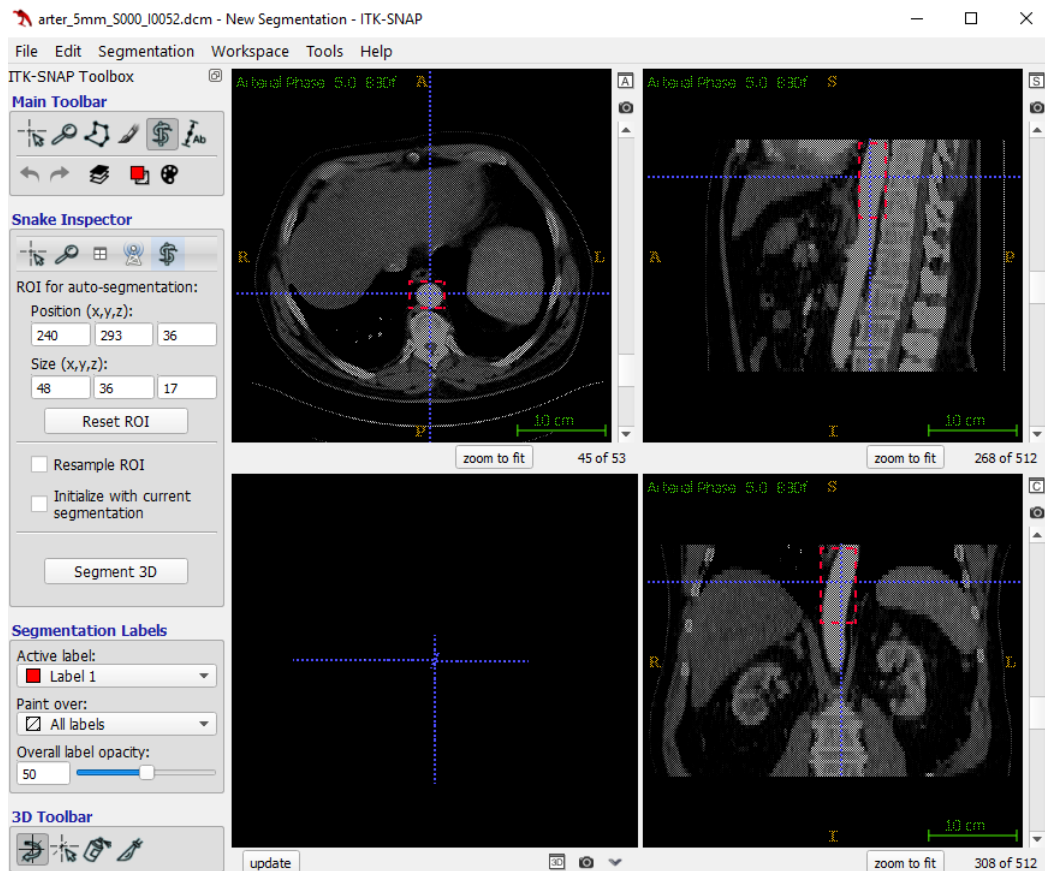 arter_5mm_S000_I0052.dcm - New Segmentation - ITK-SNAP
File Edit Segmentation Workspace Tools Help
ITK-SNAP Toolbox
Main Toolbar
Ab
Snake Inspector
ROI for auto-segmentation:
Position (x,y,z):
240 293 36
Size (x,y,z):
48 36 17
Reset ROI
Resample ROI
Initialize with current
segmentation
Segment 3D
Segmentation Labels
Active label:
Label 1
Paint over:
All labels
Overall label opacity:
50
3D Toolbar
Arterial Phase 5.0 B30f A
A
R L
10 cm
P
zoom to fit 45 of 53
Arterial Phase 5.0 B30f S
S
A P
10 cm
I
zoom to fit 268 of 512
update
3D
Arterial Phase 5.0 B30f S
C
R L
10 cm
I
zoom to fit 308 of 512